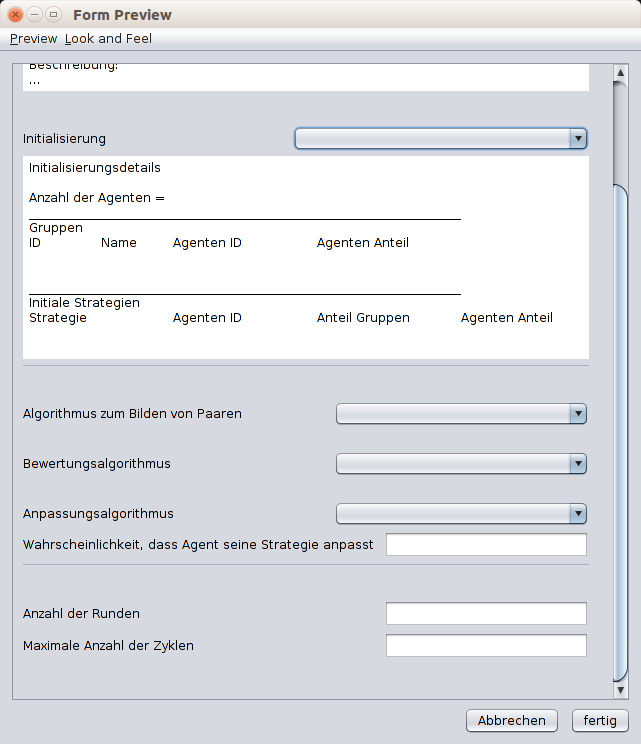 Form Preview
Preview Look and Feel
Beschreibung:
...
Initialisierung
Initialisierungsdetails
Anzahl der Agenten =
Gruppen
ID Name Agenten ID Agenten Anteil
Initiale Strategien
Strategie Agenten ID Anteil Gruppen Agenten Anteil
Algorithmus zum Bilden von Paaren
Bewertungsalgorithmus
Anpassungsalgorithmus
Wahrscheinlichkeit, dass Agent seine Strategie anpasst
Anzahl der Runden
Maximale Anzahl der Zyklen
Abbrechen fertig